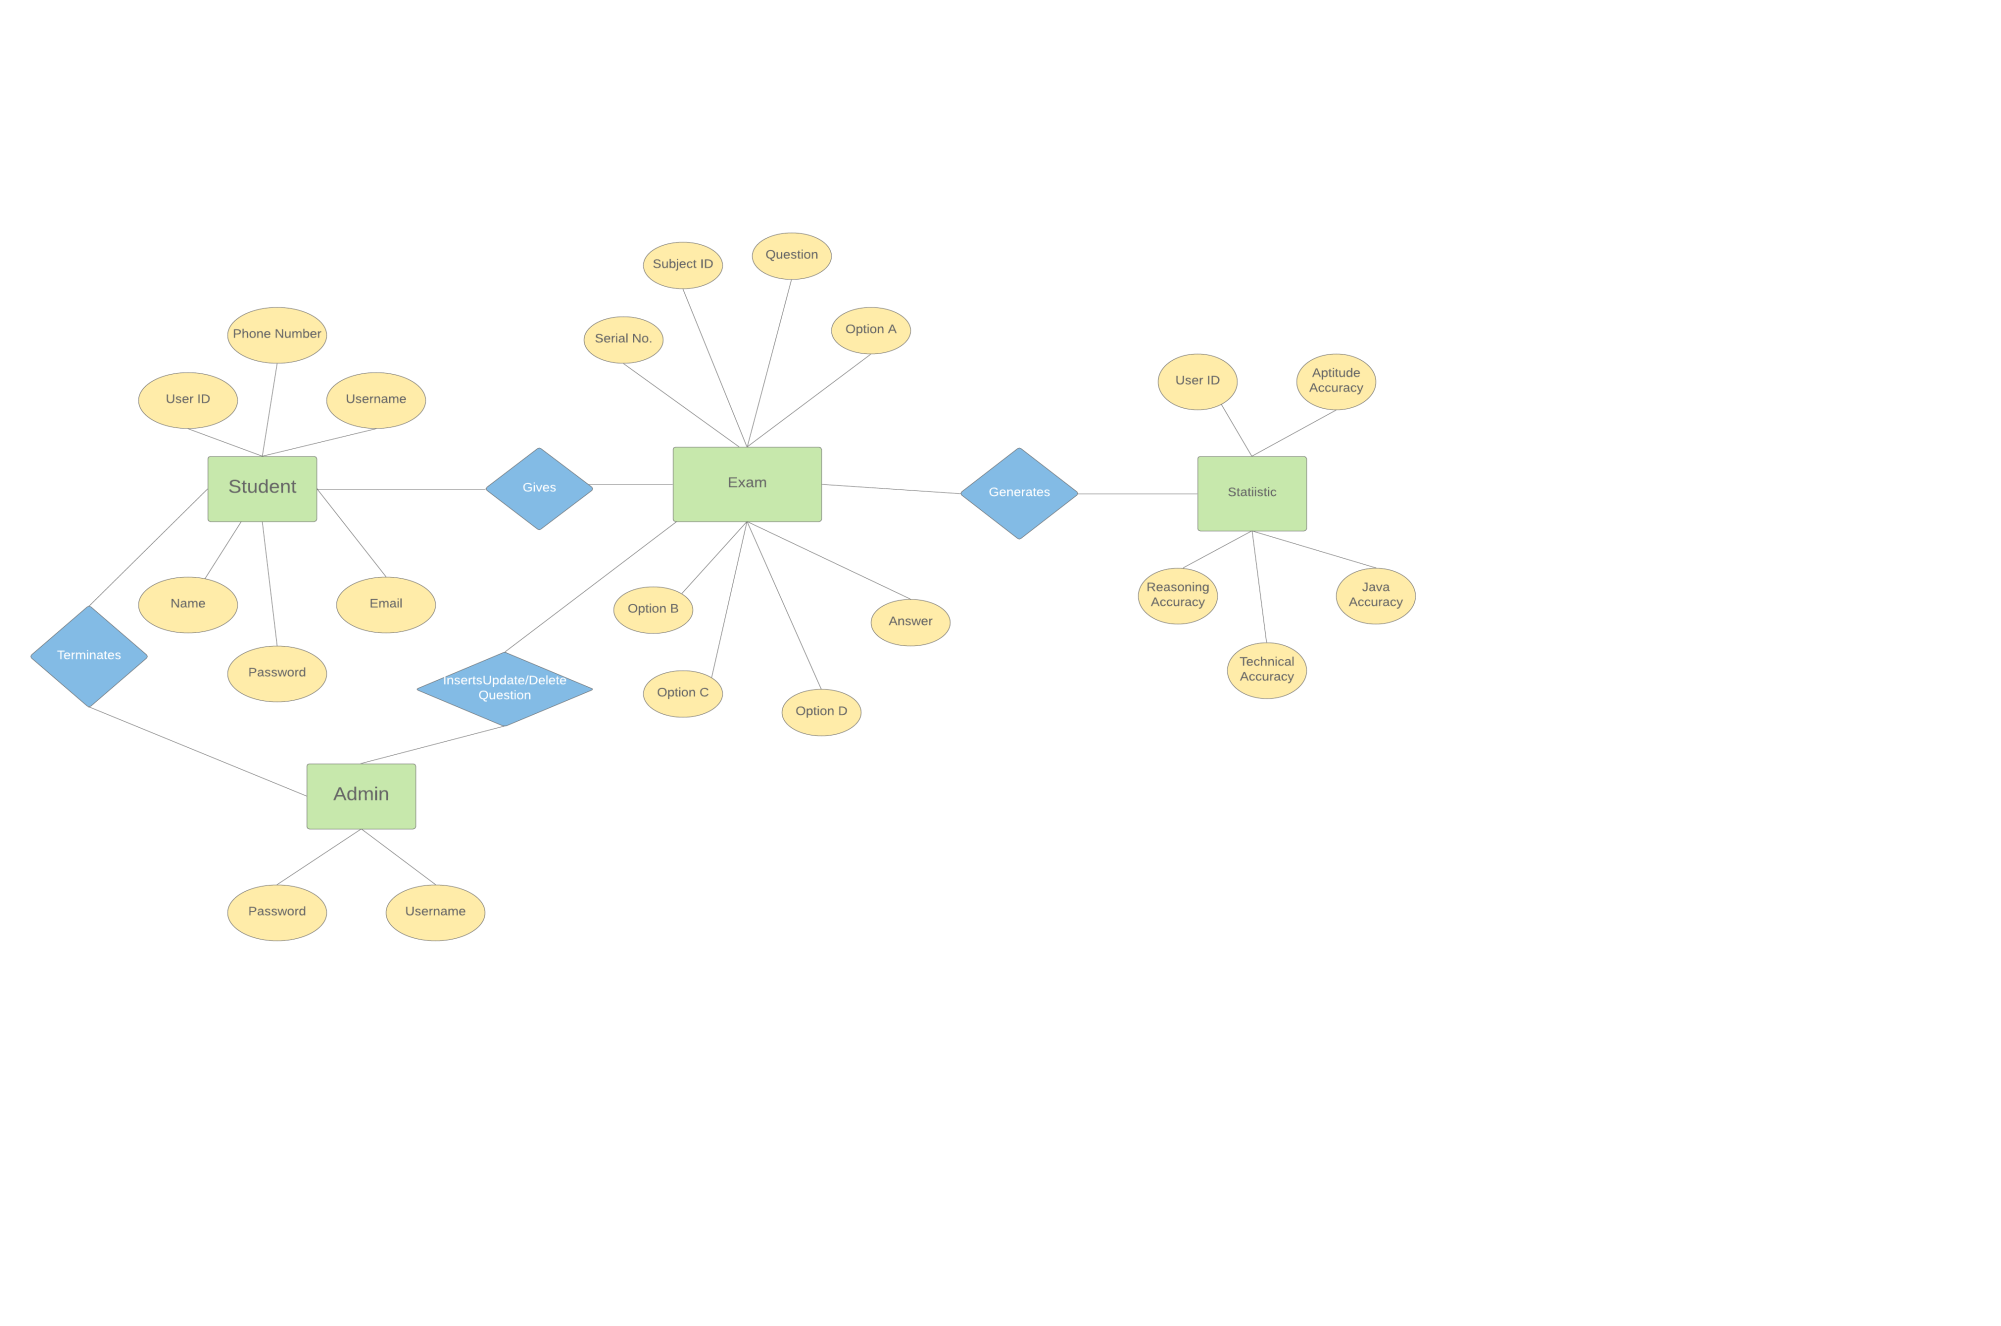 Question
Subject ID
Option A
Serial No.
Phone Number
User ID
Aptitude
Accuracy
User ID
Username
Student
Gives
Exam
Generates
Statiistic
Reasoning
Accuracy
Java
Accuracy
Name
Email
Option B
Answer
Terminates
Password
InsertsUpdate/Delete
Question
Option C
Technical
Accuracy
Option D
Admin
Password
Username